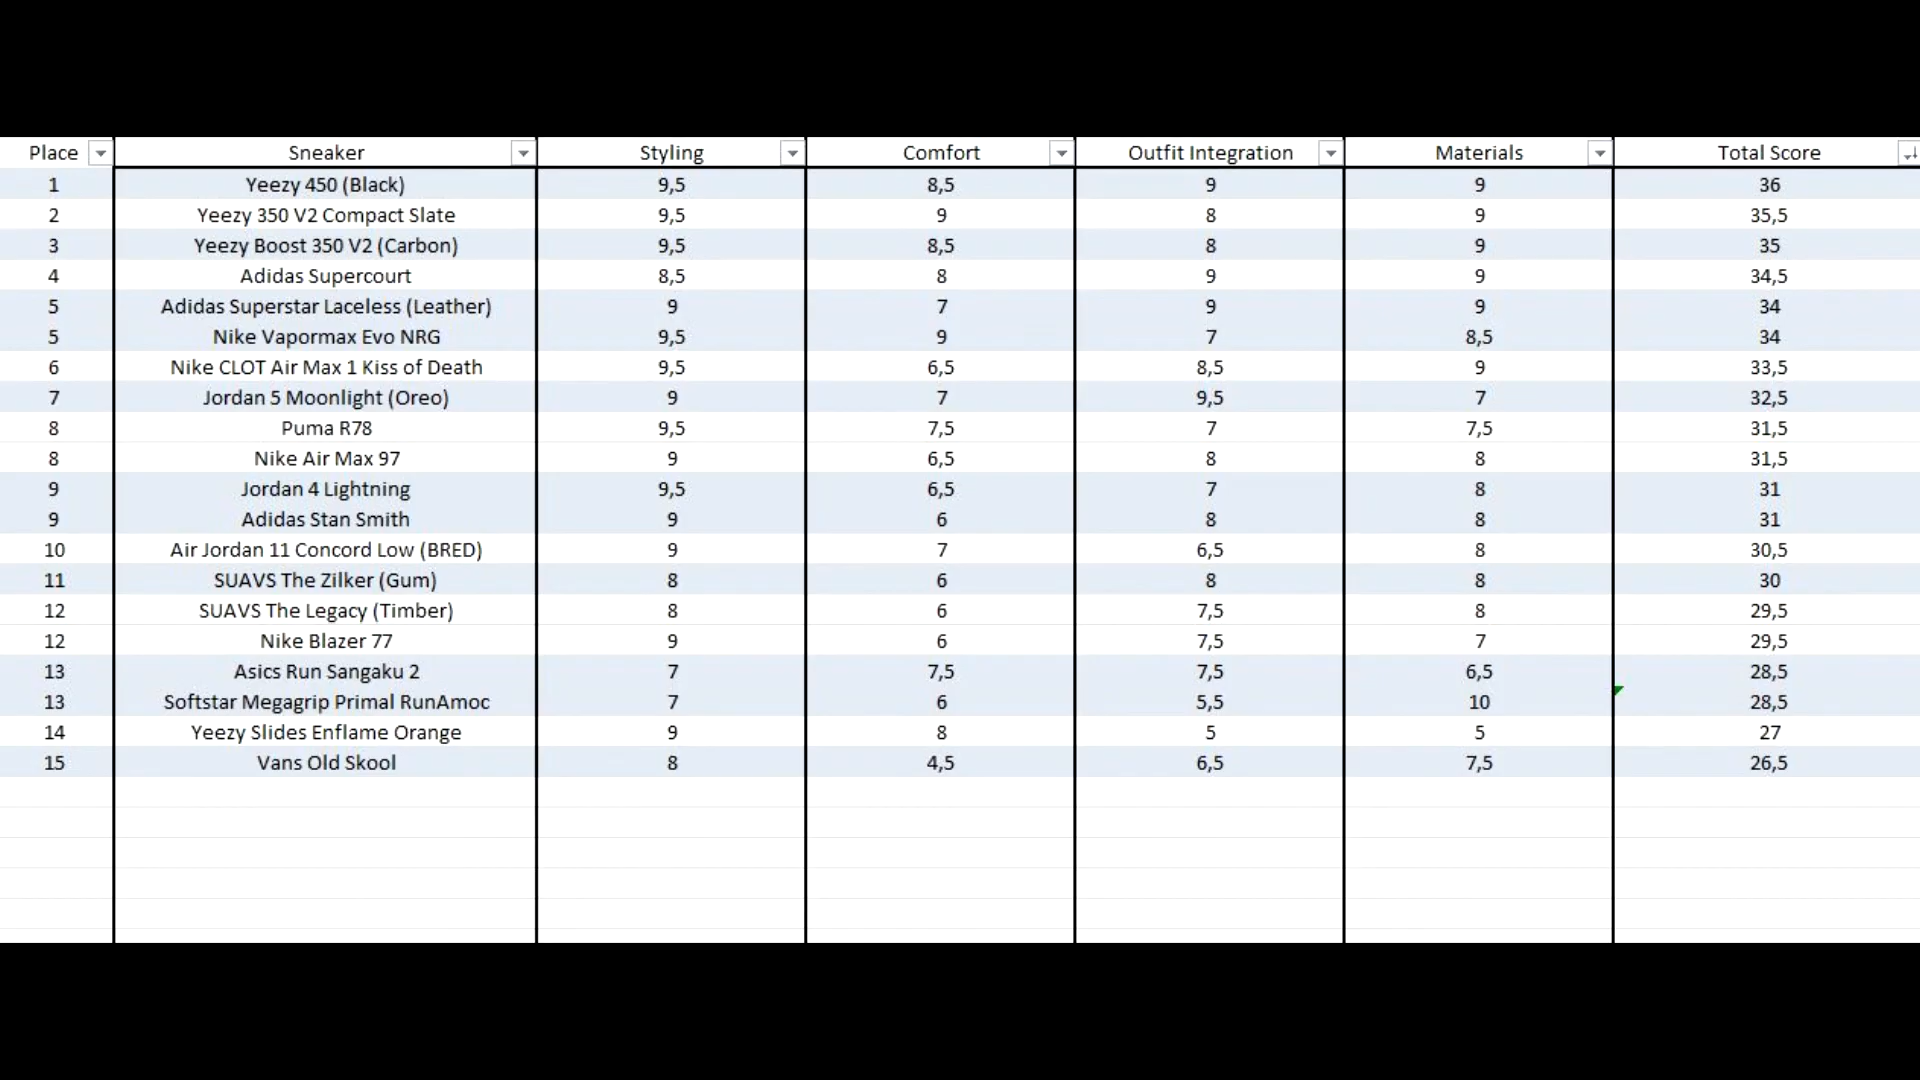 Place Sneaker Styling Comfort Outfit Integration Materials Total Score
1 Yeezy 450 (Black) 9,5 8,5 9 9 36
2 Yeezy 350 V2 Compact Slate 9,5 9 8 9 35,5
3 Yeezy Boost 350 V2 (Carbon) 9,5 8,5 8 9 35
4 Adidas Supercourt 8,5 8 9 9 34,5
5 Adidas Superstar Laceless (Leather) 9 7 9 9 34
5 Nike Vapormax Evo NRG 9,5 9 7 8,5 34
6 Nike CLOT Air Max 1 Kiss of Death 9,5 6,5 8,5 9 33,5
7 Jordan 5 Moonlight (Oreo) 9 7 9,5 7 32,5
8 Puma R78 9,5 7,5 7 7,5 31,5
8 Nike Air Max 97 9 6,5 8 8 31,5
9 Jordan 4 Lightning 9,5 6,5 7 8 31
9 Adidas Stan Smith 9 6 8 8 31
10 Air Jordan 11 Concord Low (BRED) 9 7 6,5 8 30,5
11 SUAVS The Zilker (Gum) 8 6 8 8 30
12 SUAVS The Legacy (Timber) 8 6 7,5 8 29,5
12 Nike Blazer 77 9 6 7,5 7 29,5
13 Asics Run Sangaku 2 7 7,5 7,5 6,5 28,5
13 Softstar Megagrip Primal RunAmoc 7 6 5,5 10 28,5
14 Yeezy Slides Enflame Orange 9 8 5 5 27
15 Vans Old Skool 8 4,5 6,5 7,5 26,5